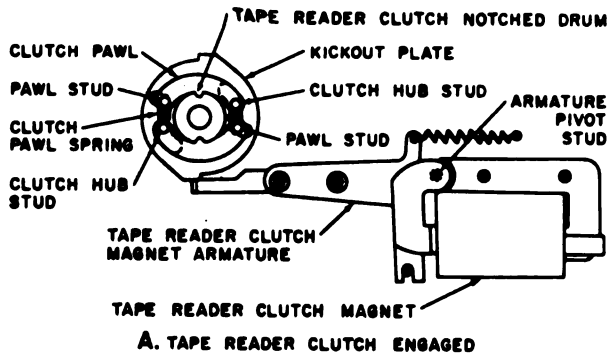 TAPE READER CLUTCH NOTCHED DRUM
CLUTCH PAWL
KICKOUT PLATE
PAWL STUD
CLUTCH HUB STUD
ARMATURE
PIVOT
STUD
CLUTCH
PAWL SPRING
PAWL STUD
CLUTCH HUB
STUD
TAPE READER CLUTCH
MAGNET ARMATURE
TAPE READER CLUTCH MAGNET
A. TAPE READER CLUTCH ENGAGED